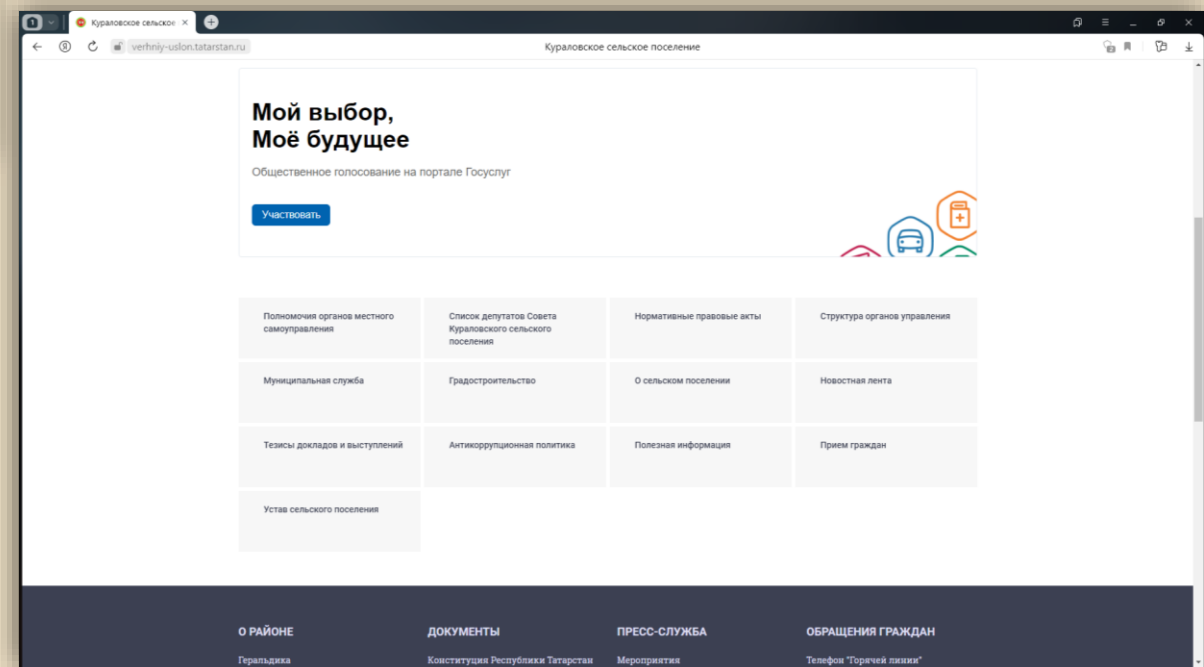 1
Кураловское сельское
verhniy-uslon.tatarstan.ru
Кураловское сельское поселение
Мой выбор,
Моё будущее
Общественное голосование на портале Госуслуг
Участвовать
Полномочия органов местного
самоуправления
Список депутатов Совета
Кураловского сельского
поселения
Нормативные правовые акты
Структура органов управления
Муниципальная служба
Градостроительство
О сельском поселении
Новостная лента
Тезисы докладов и выступлений
Антикоррупционная политика
Полезная информация
Прием граждан
Устав сельского поселения
О РАЙОНЕ
ДОКУМЕНТЫ
ПРЕСС-СЛУЖБА
ОБРАЩЕНИЯ ГРАЖДАН
Геральдика
Конституция Республики Татарстан
Мероприятия
Телефон "Горячей линии"